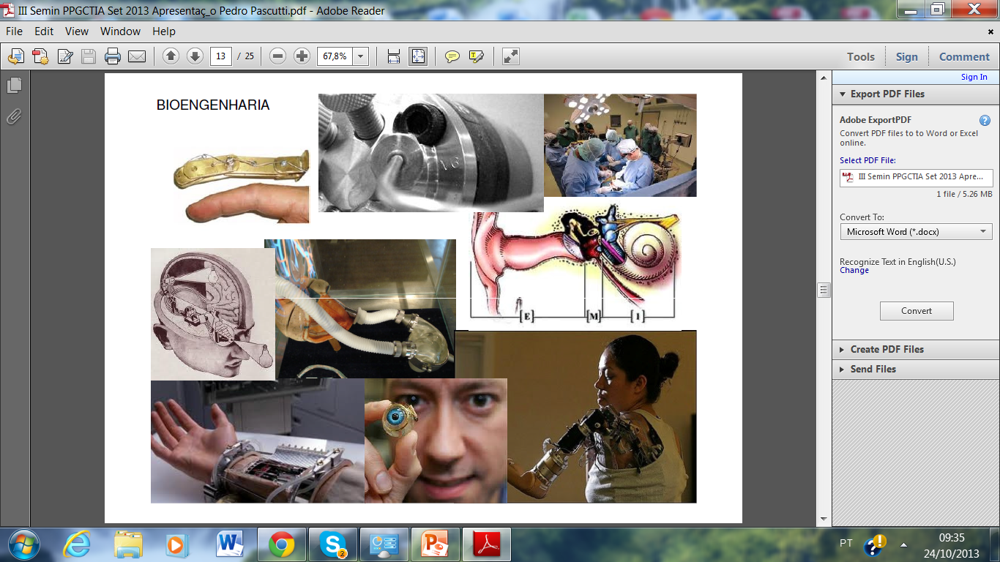 III Semin PPGCTIA Set 2013 Apresentaç_o Pedro Pascutti.pdf - Adobe Reader
File Edit View Window Help
13 / 25 67,8% Tools Sign Comment
Sign In
Export PDF Files
Adobe ExportPDF
Convert PDF files to to Word or Excel
online.
Select PDF File:
III Semin PPGCTIA Set 2013 Apre...
1 file / 5.26 MB
Convert To:
Microsoft Word (*.docx)
Recognize Text in English(U.S.)
Change
Convert
Create PDF Files
Send Files
BIOENGENHARIA
[E] [M] [I]
2
PT
09:35
24/10/2013